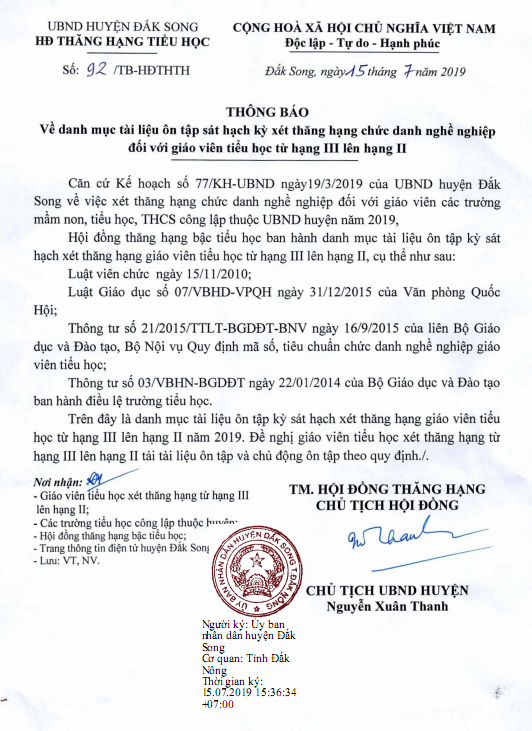 UBND HUYỆN ĐẮK SONG
HĐ THĂNG HẠNG TIỂU HỌC
CỘNG HOÀ XÃ HỘI CHỦ NGHĨA VIỆT NAM
Độc lập - Tự do - Hạnh phúc
Số: 92 /TB-HĐTHTH
Đắk Song, ngày 15 tháng 7 năm 2019
THÔNG BÁO
Về danh mục tài liệu ôn tập sát hạch kỳ xét thăng hạng chức danh nghề nghiệp
đối với giáo viên tiểu học từ hạng III lên hạng II
Căn cứ Kế hoạch số 77/KH-UBND ngày19/3/2019 của UBND huyện Đắk
Song về việc xét thăng hạng chức danh nghề nghiệp đối với giáo viên các trường
mầm non, tiểu học, THCS công lập thuộc UBND huyện năm 2019,
Hội đồng thăng hạng bậc tiểu học ban hành danh mục tài liệu ôn tập kỳ sát
hạch xét thăng hạng giáo viên tiểu học từ hạng III lên hạng II, cụ thể như sau:
Luật viên chức ngày 15/11/2010;
Luật Giáo dục số 07/VBHD-VPQH ngày 31/12/2015 của Văn phòng Quốc
Hội;
Thông tư số 21/2015/TTLT-BGDĐT-BNV ngày 16/9/2015 của liên Bộ Giáo
dục và Đào tạo, Bộ Nội vụ Quy định mã số, tiêu chuẩn chức danh nghề nghiệp giáo
viên tiểu học;
Thông tư số 03/VBHN-BGDĐT ngày 22/01/2014 của Bộ Giáo dục và Đào tạo
ban hành điều lệ trường tiểu học.
Trên đây là danh mục tài liệu ôn tập kỳ sát hạch xét thăng hạng giáo viên tiểu
học từ hạng III lên hạng II năm 2019. Đề nghị giáo viên tiểu học xét thăng hạng từ
hạng III lên hạng II tải tài liệu ôn tập và chủ động ôn tập theo quy định./.
Nơi nhận:
- Giáo viên tiểu học xét thăng hạng từ hạng III
lên hạng II;
- Các trường tiểu học công lập thuộc huyện;
- Hội đồng thăng hạng bậc tiểu học;
- Trang thông tin điện tử huyện Đắk Song
- Lưu: VT, NV.
TM. HỘI ĐỒNG THĂNG HẠNG
CHỦ TỊCH HỘI ĐỒNG
CHỦ TỊCH UBND HUYỆN
Nguyễn Xuân Thanh
ỦY BAN NHÂN DÂN HUYỆN ĐẮK SONG T.ĐẮK NÔNG
Người ký: Ủy ban
nhân dân huyện Đắk
Song
Cơ quan: Tỉnh Đắk
Nông
Thời gian ký:
15.07.2019 15:36:34
+07:00